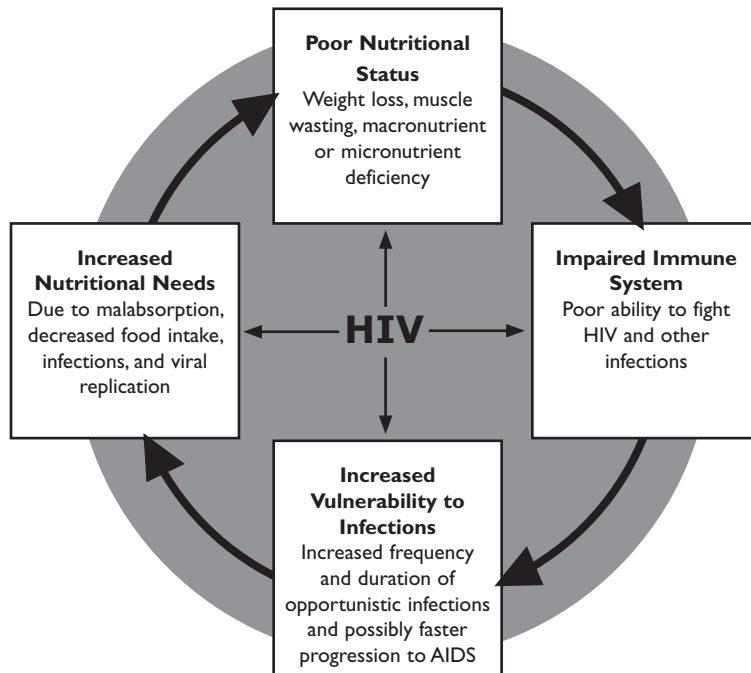 Poor Nutritional
Status
Weight loss, muscle
wasting, macronutrient
or micronutrient
deficiency
Increased
Nutritional Needs
Due to malabsorption,
decreased food intake,
infections, and viral
replication
HIV
Impaired Immune
System
Poor ability to fight
HIV and other
infections
Increased
Vulnerability to
Infections
Increased frequency
and duration of
opportunistic infections
and possibly faster
progression to AIDS